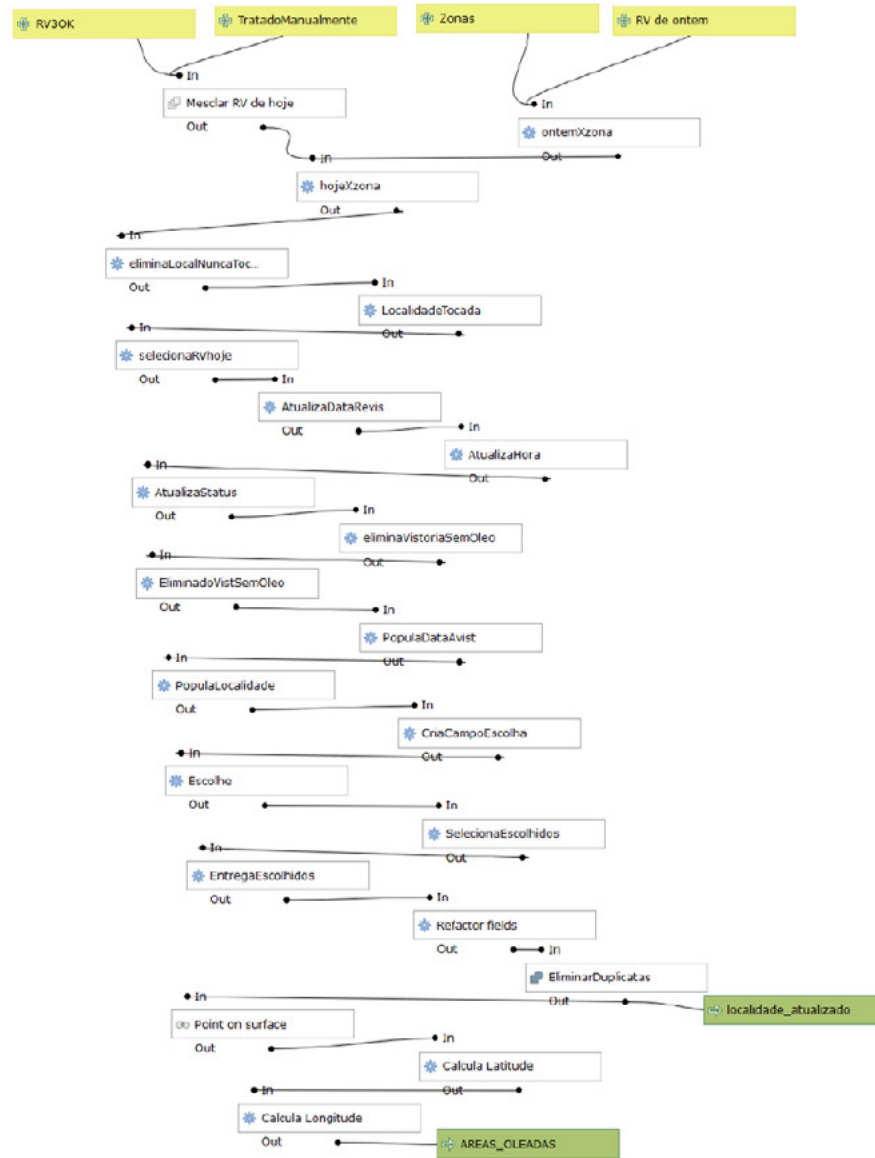 RV3OK
TratadoManualmente
Zonas
RV de ontem
In
In
Mesclar RV de hoje
Out
ontemXzona
Out
In
hojeXzona
Out
In
eliminaLocalNuncaToc...
Out
In
LocalidadeTocada
Out
In
selecionaRVhoje
Out
In
AtualizaDataRevis
Out
In
AtualizaHora
Out
In
AtualizaStatus
Out
In
eliminaVistoriaSemOleo
Out
In
EliminadoVistSemOleo
Out
In
PopulaDataAvist
Out
In
PopulaLocalidade
Out
In
CriaCampoEscolha
Out
In
Escolhe
Out
In
SelecionaEscolhidos
Out
In
EntregaEscolhidos
Out
In
Refactor fields
Out
In
EliminarDuplicatas
Out
localidade_atualizado
In
Point on surface
Out
In
Calcula Latitude
Out
In
Calcula Longitude
Out
AREAS_OLEADAS